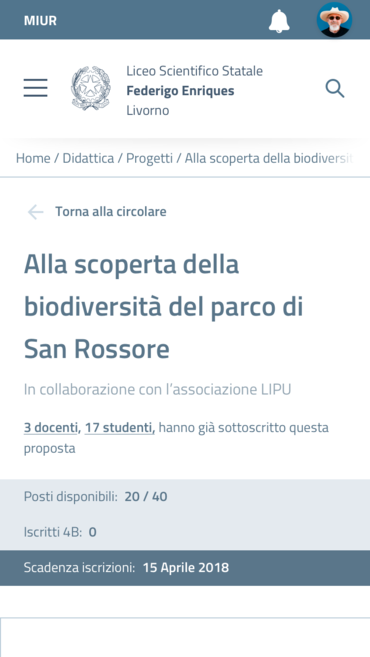 MIUR
Liceo Scientifico Statale
Federigo Enriques
Livorno
Home / Didattica / Progetti / Alla scoperta della biodiversit
Torna alla circolare
Alla scoperta della
biodiversità del parco di
San Rossore
In collaborazione con l'associazione LIPU
3 docenti, 17 studenti, hanno già sottoscritto questa
proposta
Posti disponibili: 20 / 40
Iscritti 4B: 0
Scadenza iscrizioni: 15 Aprile 2018